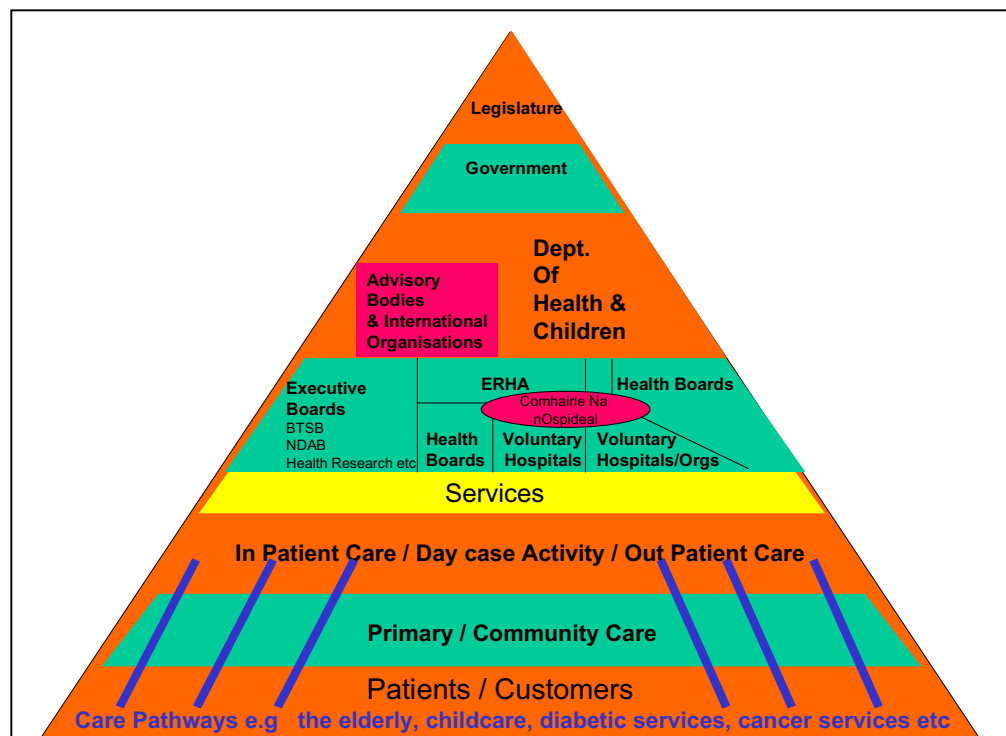 Legislature
Government
Dept.
Of
Health &
Children
Advisory
Bodies
& International
Organisations
Executive
Boards
BTSB
NDAB
Health Research etc
ERHA
Health Boards
Comhairle Na
nOspideal
Health
Boards
Voluntary
Hospitals
Voluntary
Hospitals/Orgs
Services
In Patient Care / Day case Activity / Out Patient Care
Primary / Community Care
Patients / Customers
Care Pathways e.g the elderly, childcare, diabetic services, cancer services etc